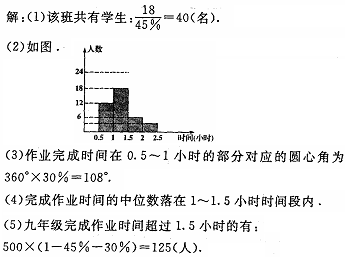 解:(1)该班共有学生:18/45%=40(名).
(2)如图.
人数
24
18
12
6
0.5 1 1.5 2 2.5 时间(小时)
(3)作业完成时间在0.5~1小时的部分对应的圆心角为
360°×30%=108°.
(4)完成作业时间的中位数落在1~1.5小时时间段内.
(5)九年级完成作业时间超过1.5小时的有:
500×(1-45%-30%)=125(人).